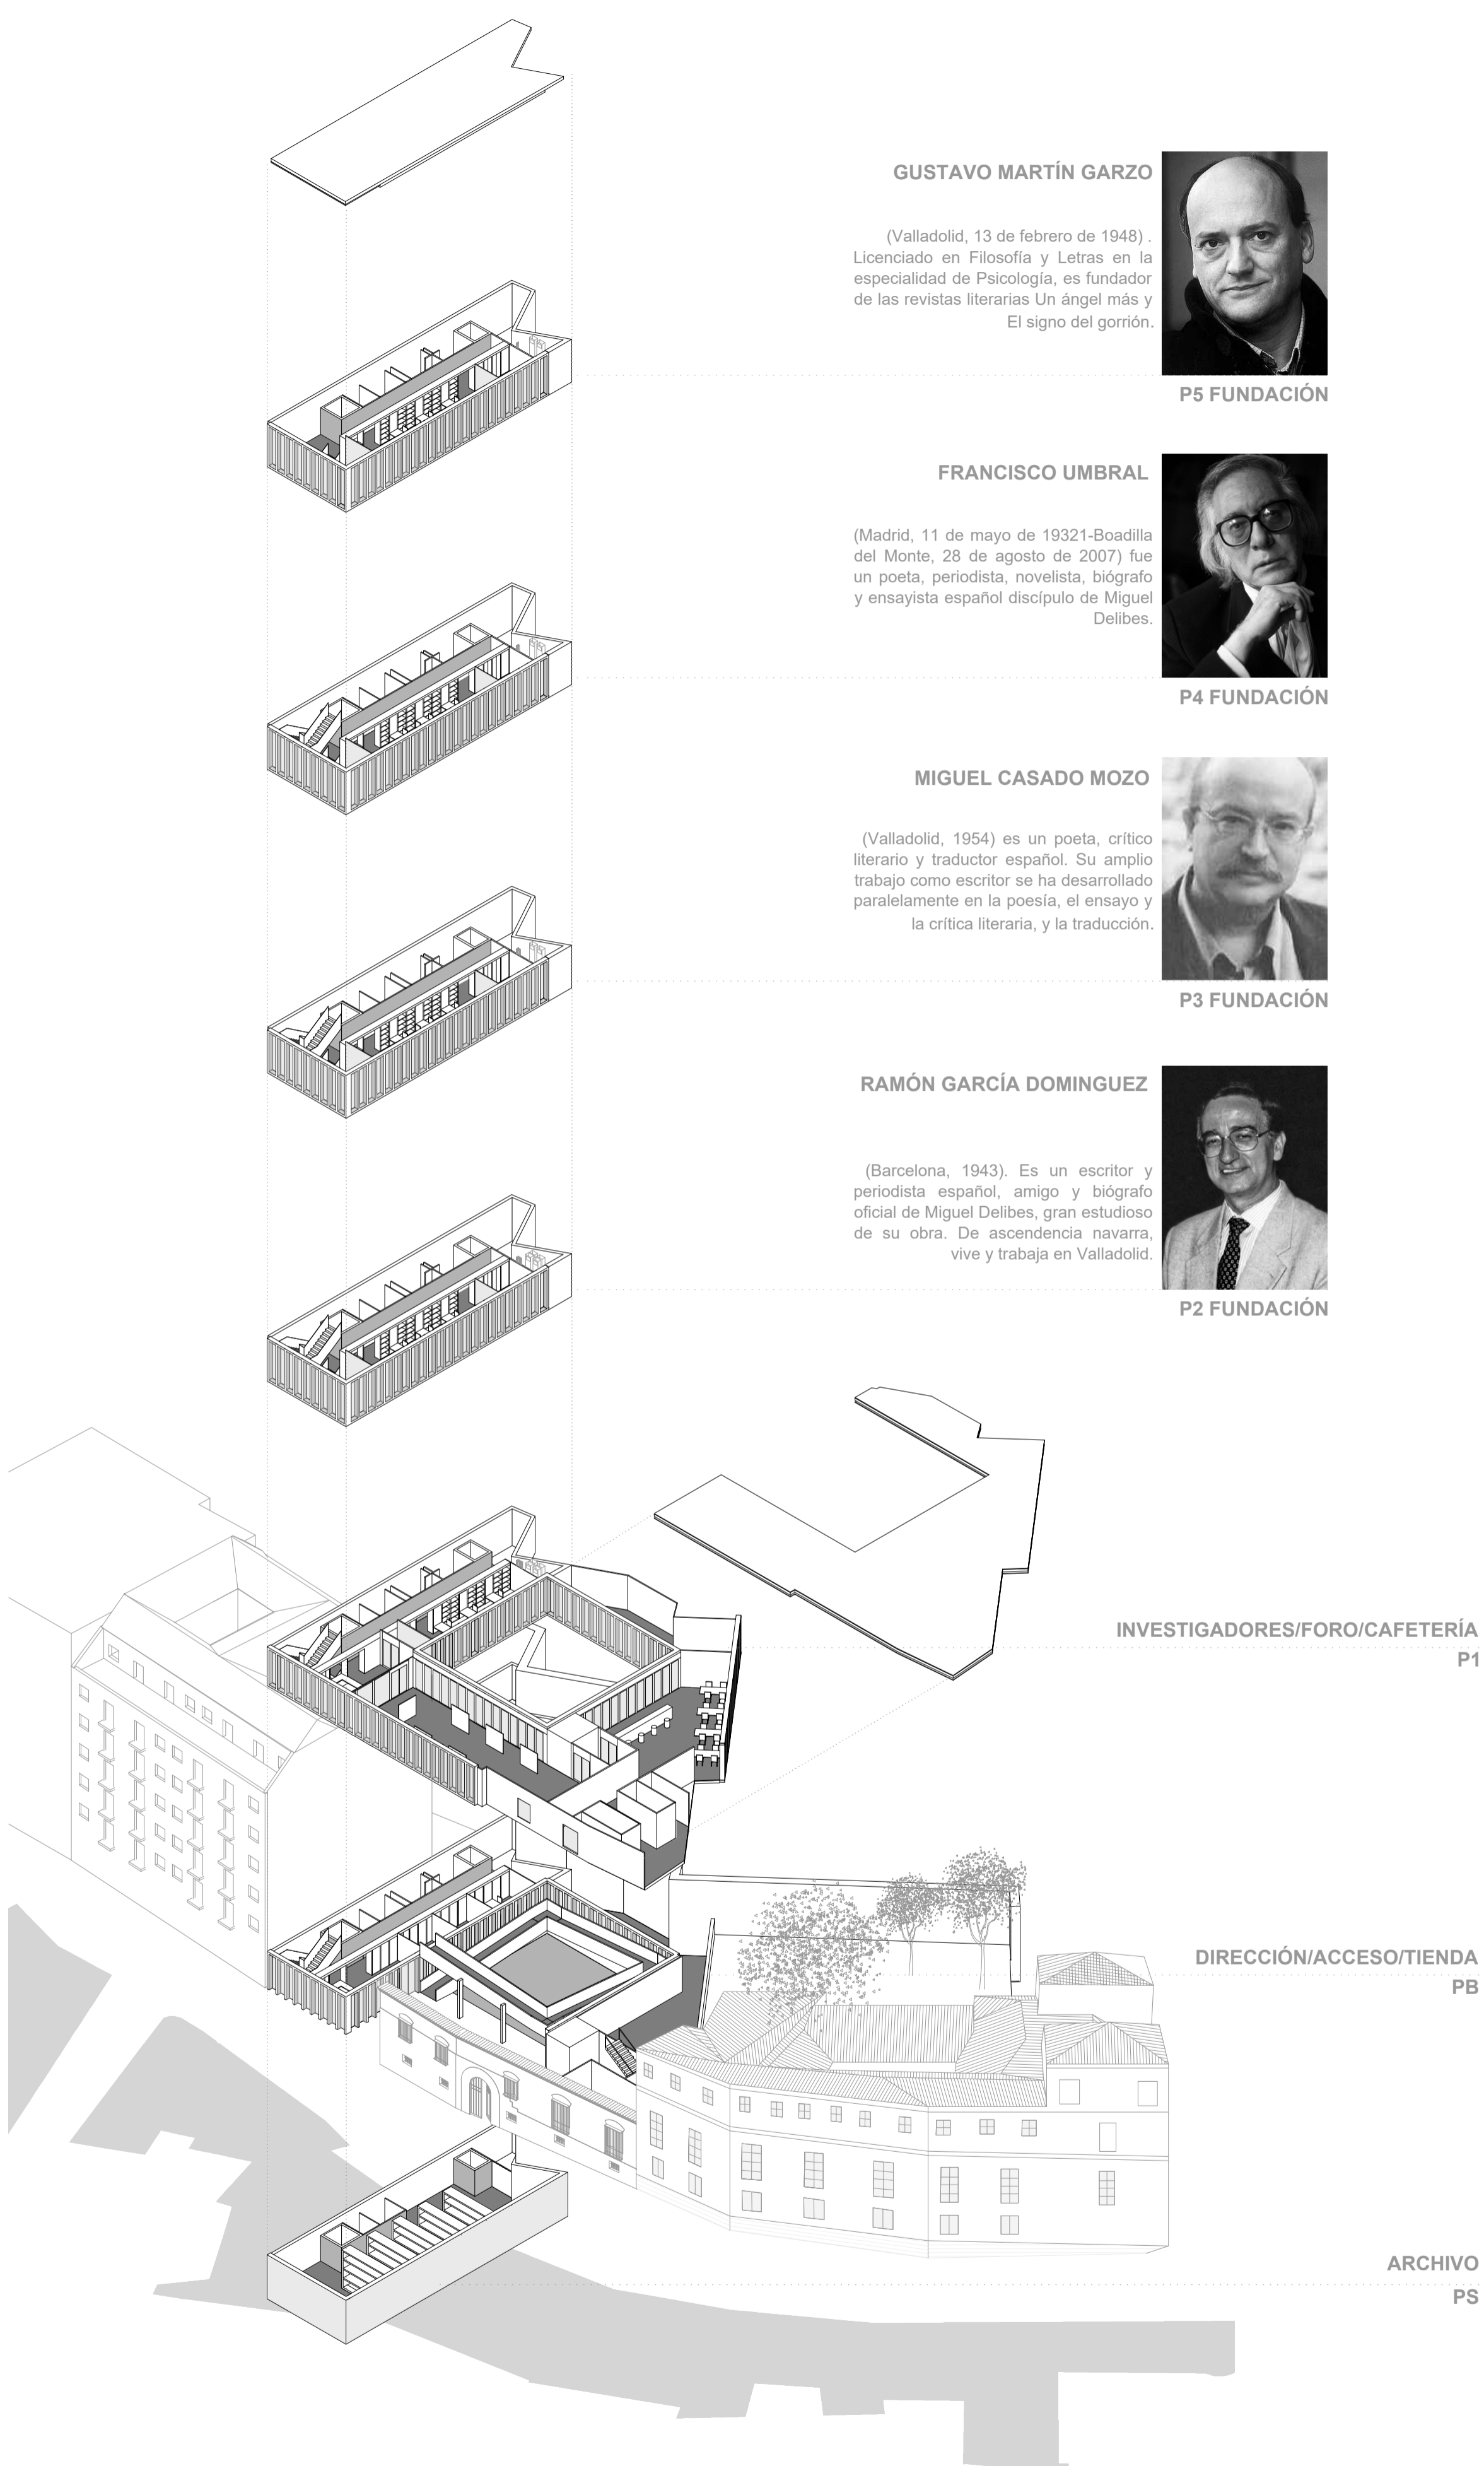 GUSTAVO MARTÍN GARZO
(Valladolid, 13 de febrero de 1948) .
Licenciado en Filosofía y Letras en la
especialidad de Psicología, es fundador
de las revistas literarias Un ángel más y
El signo del gorrión.
P5 FUNDACIÓN
FRANCISCO UMBRAL
(Madrid, 11 de mayo de 19321-Boadilla
del Monte, 28 de agosto de 2007) fue
un poeta, periodista, novelista, biógrafo
y ensayista español discípulo de Miguel
Delibes.
P4 FUNDACIÓN
MIGUEL CASADO MOZO
(Valladolid, 1954) es un poeta, crítico
literario y traductor español. Su amplio
trabajo como escritor se ha desarrollado
paralelamente en la poesía, el ensayo y
la crítica literaria, y la traducción.
P3 FUNDACIÓN
RAMÓN GARCÍA DOMINGUEZ
(Barcelona, 1943). Es un escritor y
periodista español, amigo y biógrafo
oficial de Miguel Delibes, gran estudioso
de su obra. De ascendencia navarra,
vive y trabaja en Valladolid.
P2 FUNDACIÓN
INVESTIGADORES/FORO/CAFETERÍA
P1
DIRECCIÓN/ACCESO/TIENDA
PB
ARCHIVO
PS